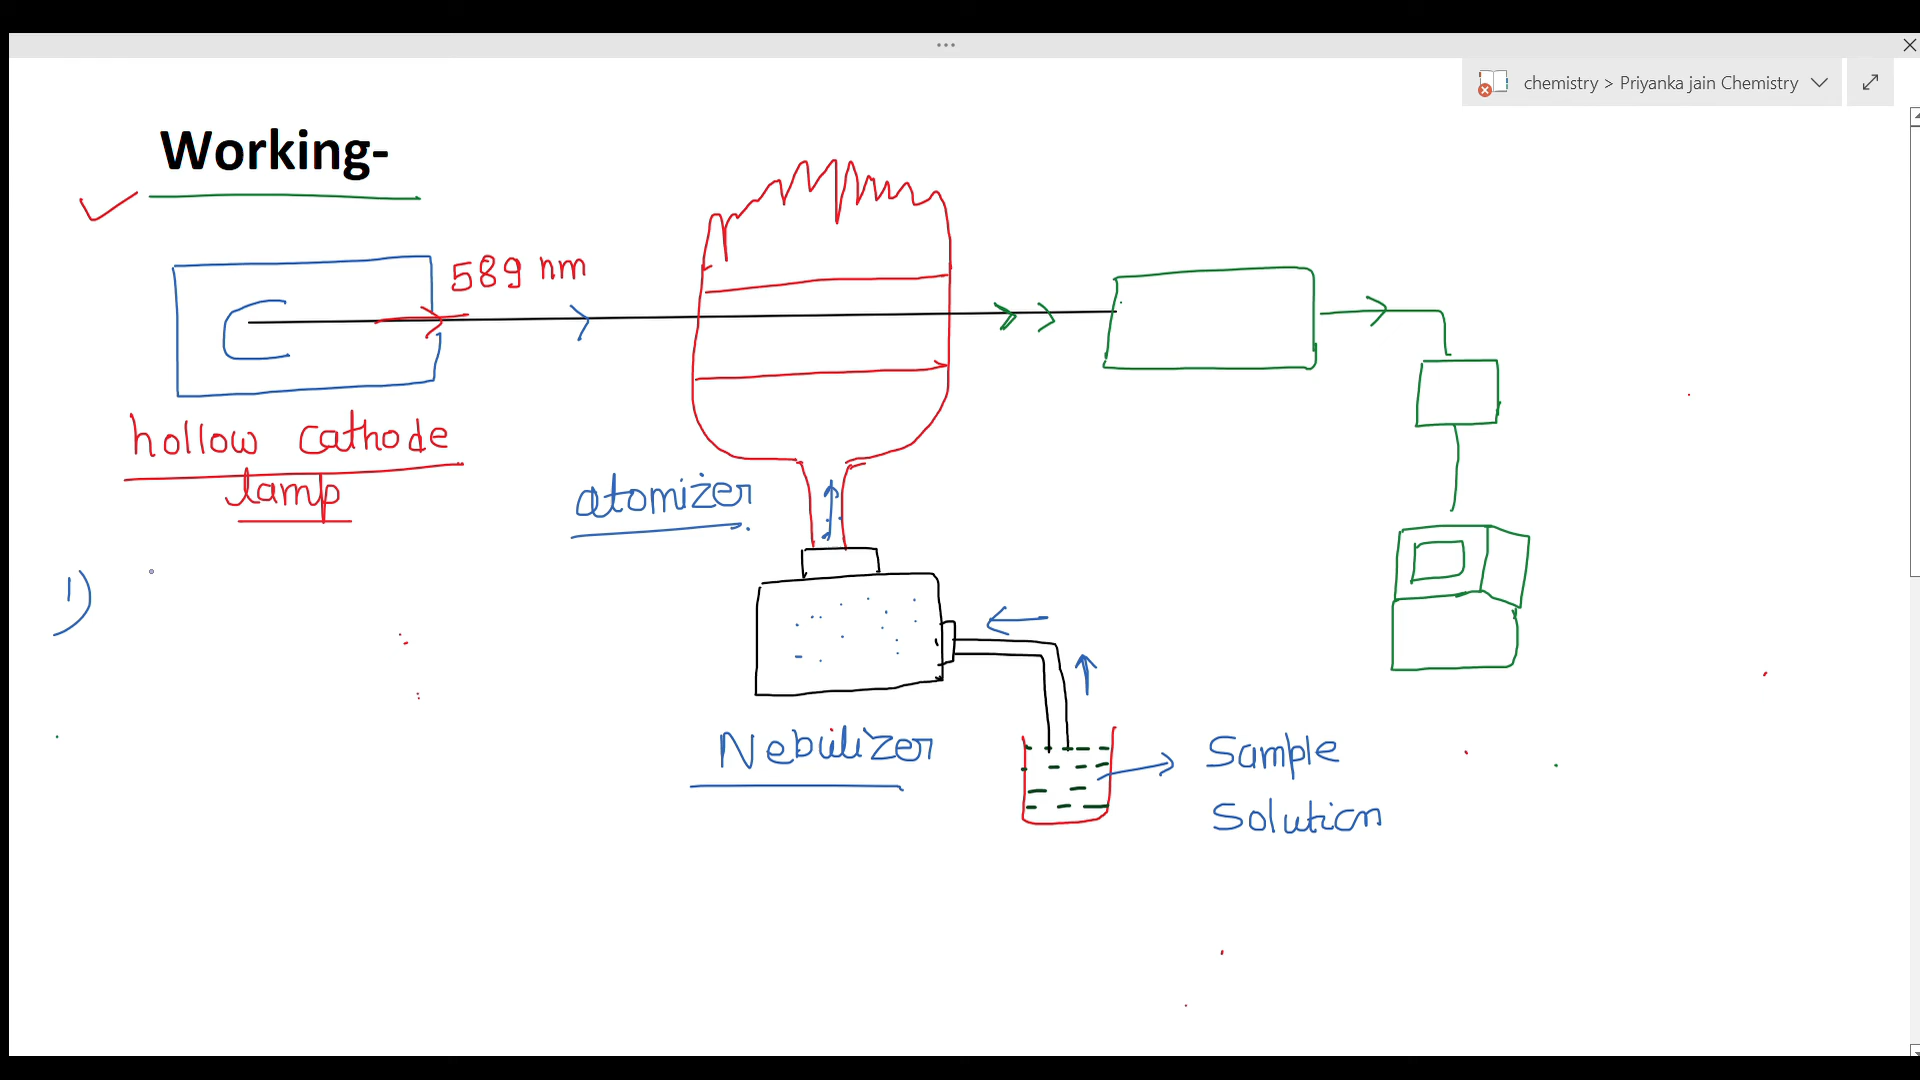 chemistry > Priyanka jain Chemistry
Working-
589 nm
hollow cathode
lamp
atomizer
1)
Nebulizer
Sample
Solution